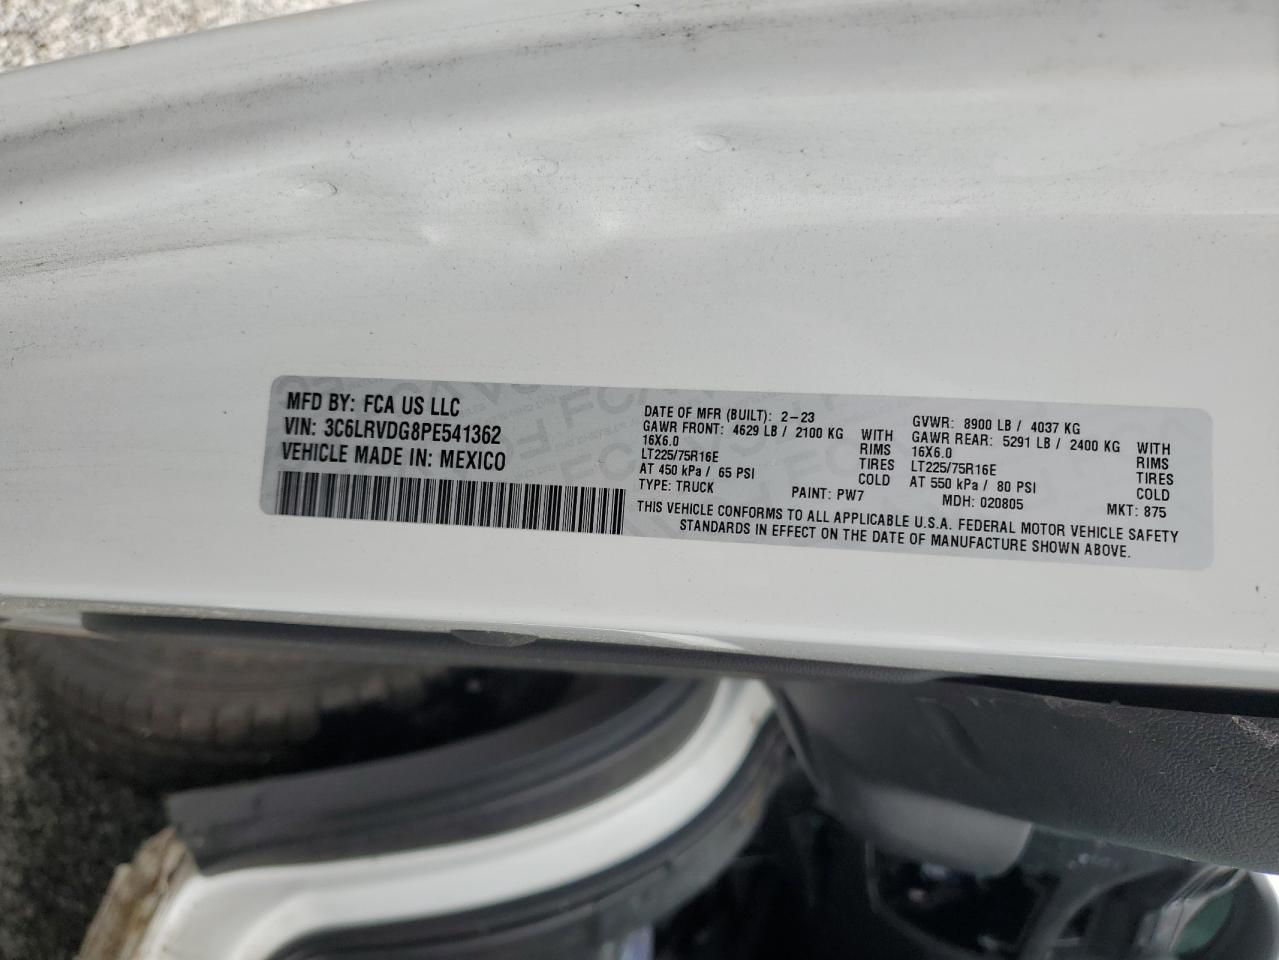 MFD BY: FCA US LLC
VIN: 3C6LRVDG8PE541362
VEHICLE MADE IN: MEXICO
DATE OF MFR (BUILT): 2-23
GAWR FRONT: 4629 LB / 2100 KG WITH
16X6.0 RIMS
LT225/75R16E TIRES
AT 450 kPa / 65 PSI COLD
TYPE: TRUCK PAINT: PW7
GVWR: 8900 LB / 4037 KG
GAWR REAR: 5291 LB / 2400 KG WITH
16X6.0 RIMS
LT225/75R16E TIRES
AT 550 kPa / 80 PSI COLD
MDH: 020805 MKT: 875
THIS VEHICLE CONFORMS TO ALL APPLICABLE U.S.A. FEDERAL MOTOR VEHICLE SAFETY
STANDARDS IN EFFECT ON THE DATE OF MANUFACTURE SHOWN ABOVE.